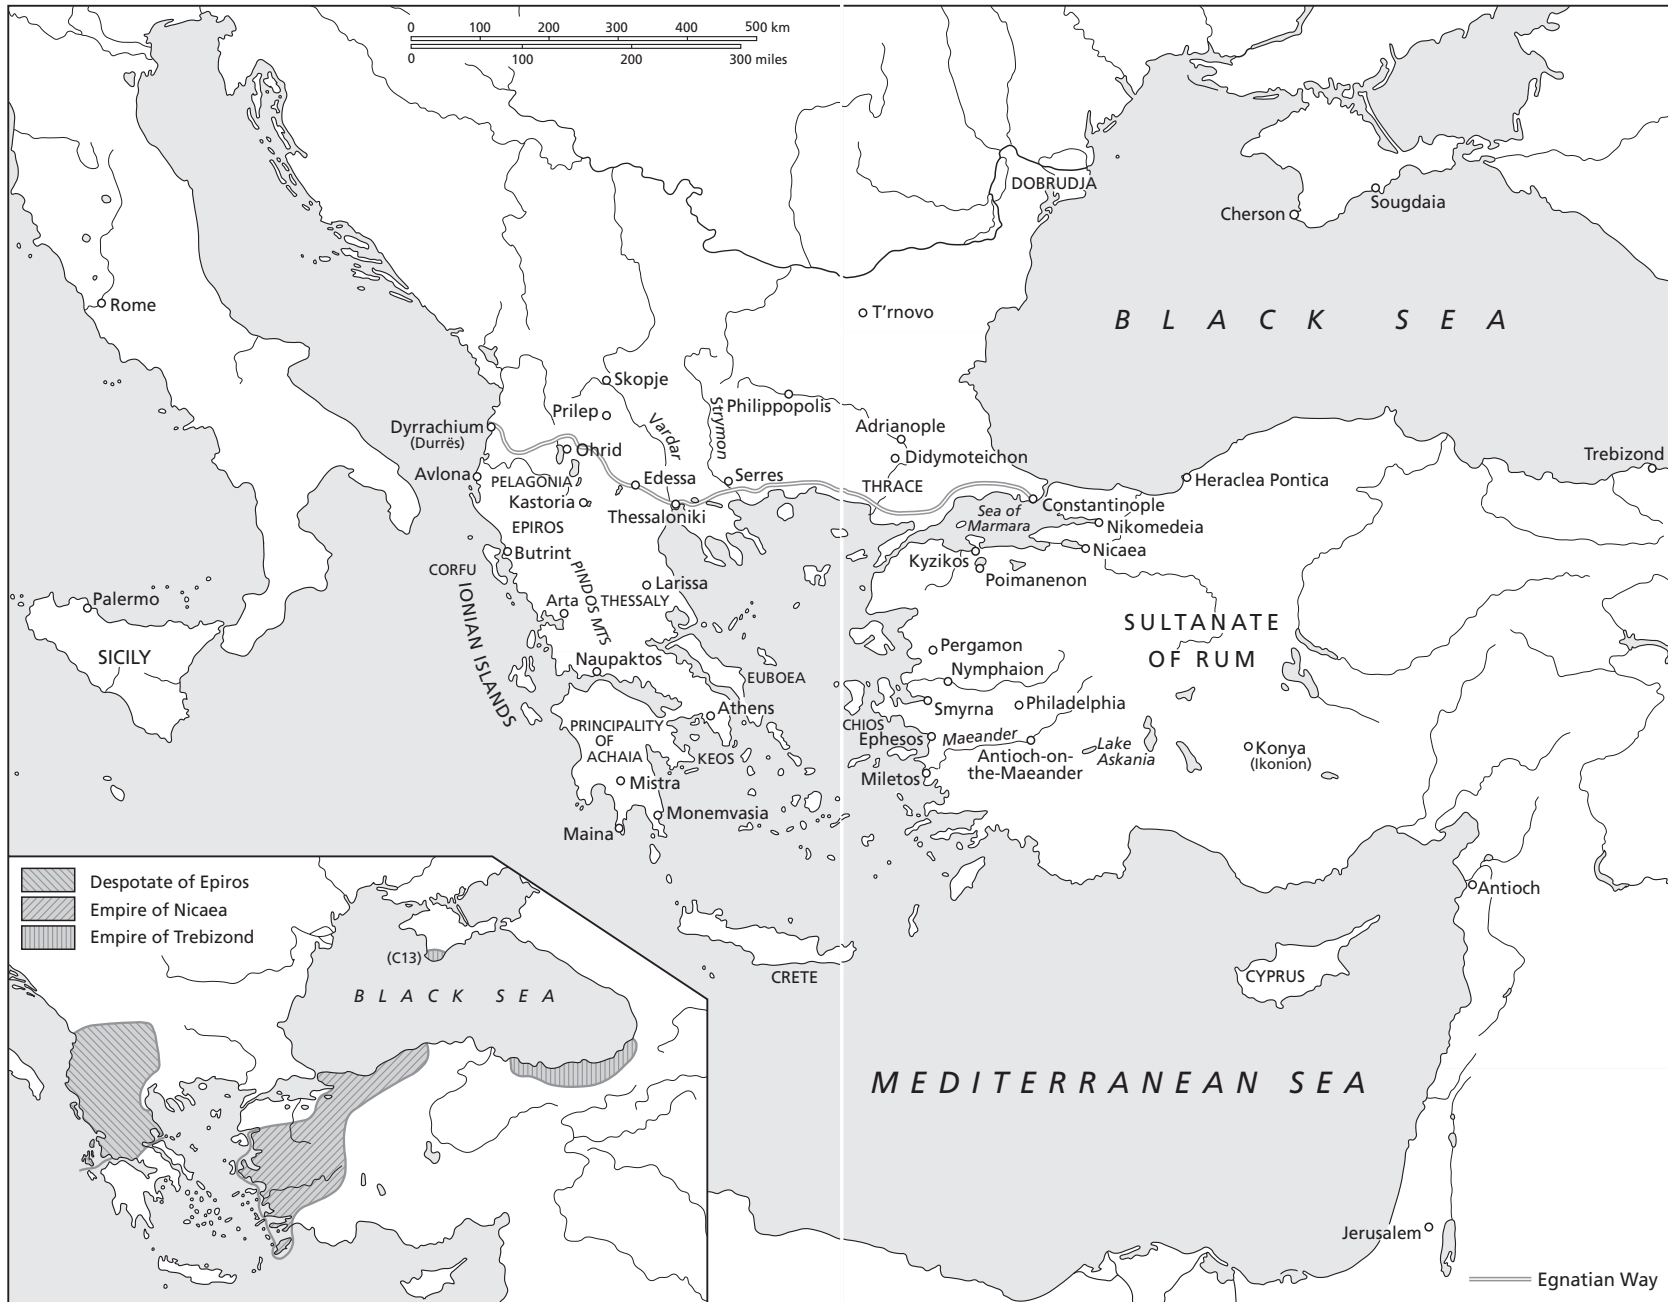 0 100 200 300 400 500 km
0 100 200 300 miles
DOBRUDJA
Cherson
Sougdaia
Rome
T’rnovo
BLACK SEA
Skopje
Prilep
Vardar
Strymon
Philippopolis
Dyrrachium
(Durrës)
Ohrid
Adrianople
Didymoteichon
Trebizond
Avlona
PELAGONIA
Edessa
Serres
THRACE
Heraclea Pontica
Kastoria
Thessaloniki
Constantinople
Sea of
Marmara
Nikomedeia
EPIROS
Butrint
Nicaea
CORFU
IONIAN ISLANDS
PINDOS MTS
Kyzikos
Poimanenon
Larissa
Palermo
Arta
THESSALY
SULTANATE
OF RUM
SICILY
Naupaktos
EUBOEA
Pergamon
Nymphaion
Athens
Smyrna
Philadelphia
PRINCIPALITY
OF
ACHAIA
CHIOS
Ephesos
Maeander
Antioch-on-
the-Maeander
Lake
Askania
Konya
(Ikonion)
KEOS
Miletos
Mistra
Monemvasia
Maina
Antioch
CRETE
CYPRUS
MEDITERRANEAN SEA
Jerusalem
Egnatian Way
Despotate of Epiros
Empire of Nicaea
Empire of Trebizond
(C13)
BLACK SEA